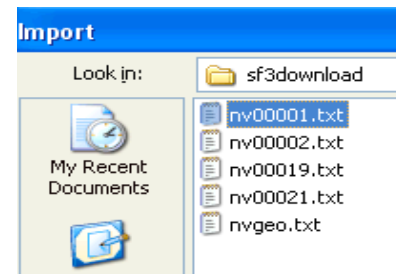 Import
Look in:
sf3download
nv00001.txt
nv00002.txt
nv00019.txt
nv00021.txt
nvgeo.txt
My Recent
Documents